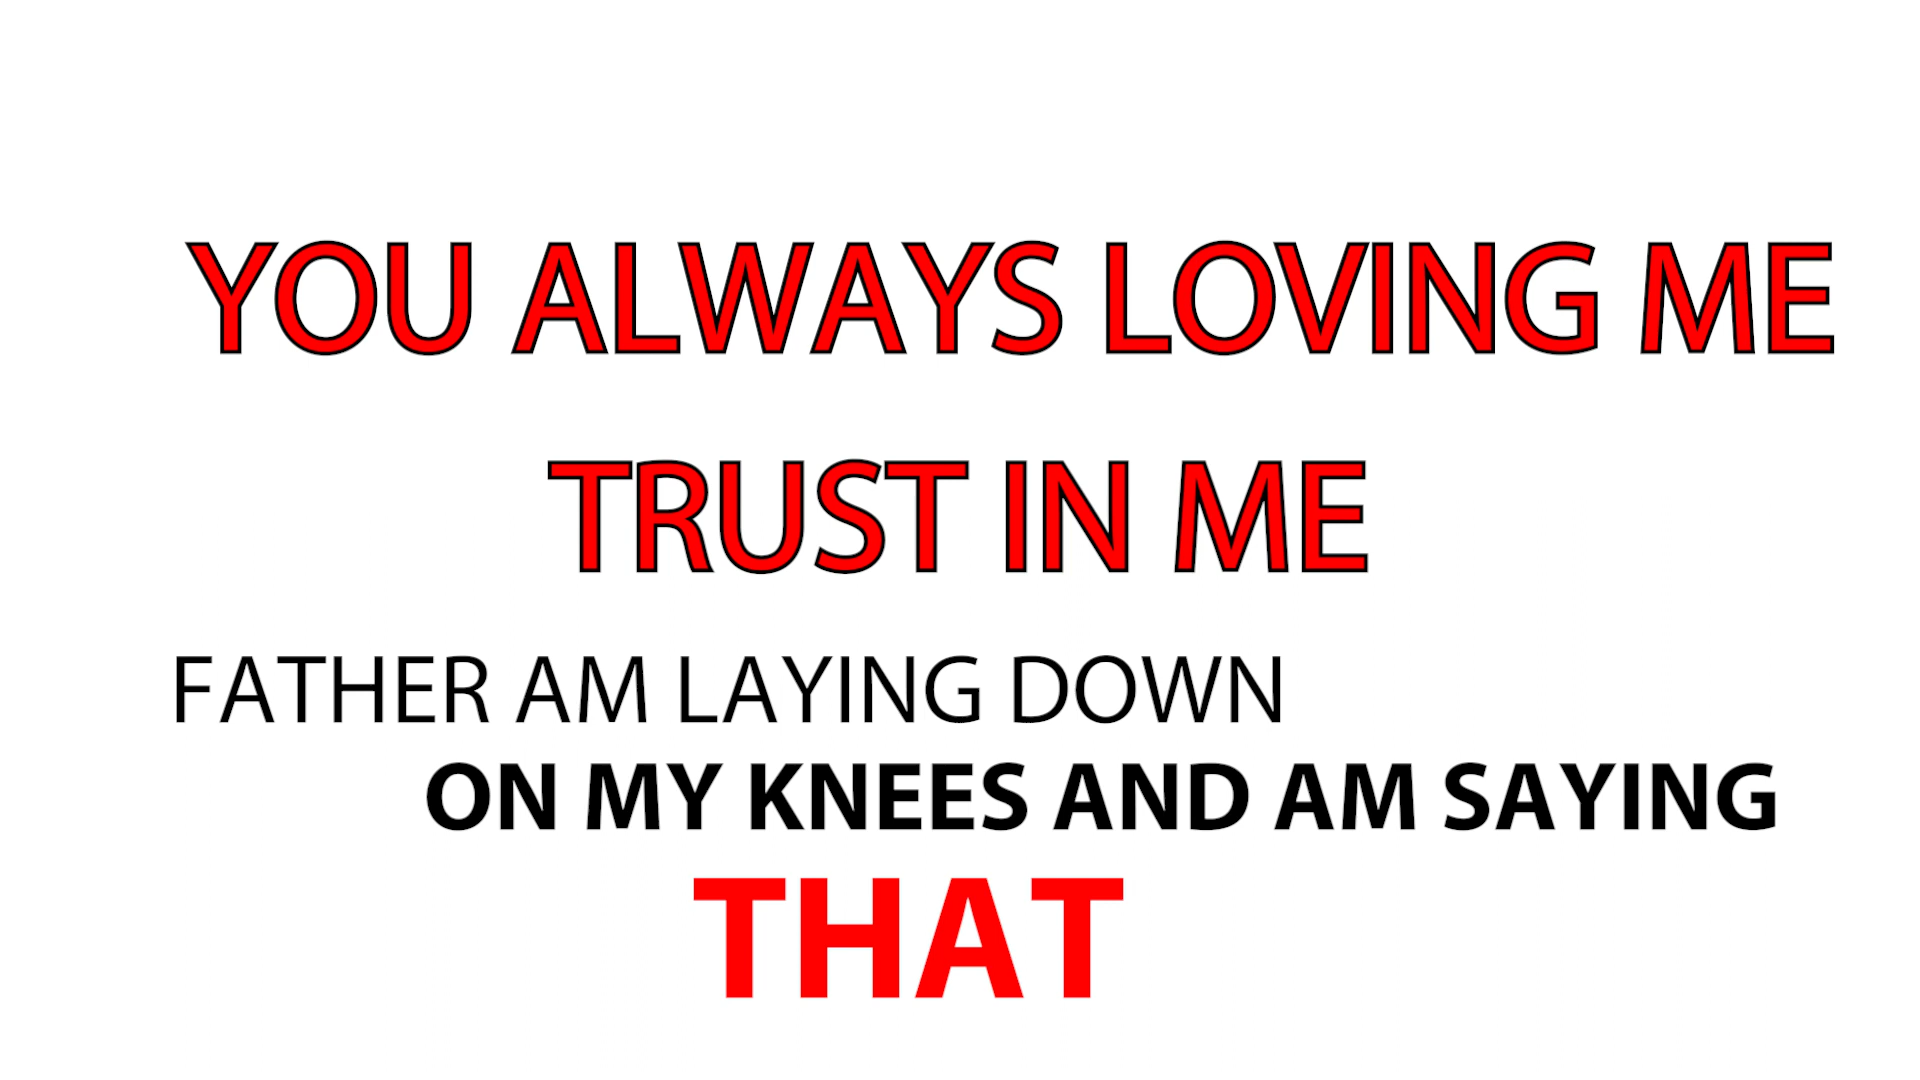 YOU ALWAYS LOVING ME
TRUST IN ME
FATHER AM LAYING DOWN
ON MY KNEES AND AM SAYING
THAT